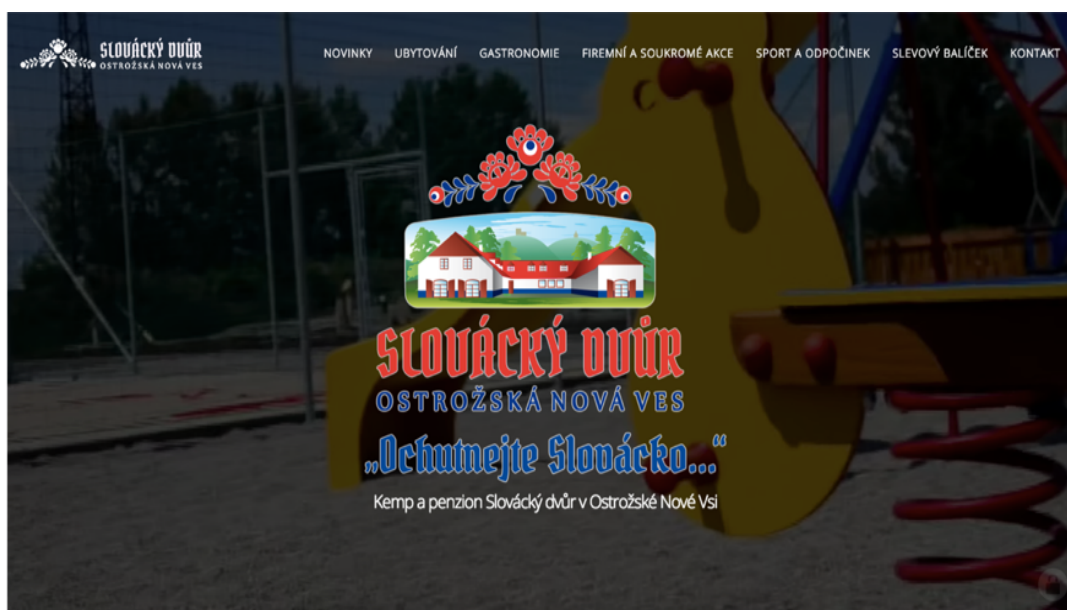 SLOVÁCKÝ DVŮR
OSTROŽSKÁ NOVÁ VES
NOVINKY UBYTOVÁNÍ GASTRONOMIE FIREMNÍ A SOUKROMÉ AKCE SPORT A ODPOČINEK SLEVOVÝ BALÍČEK KONTAKT
SLOVÁCKÝ DVŮR
OSTROŽSKÁ NOVÁ VES
„Ochutnejte Slovácko...“
Kemp a penzion Slovácký dvůr v Ostrožské Nové Vsi